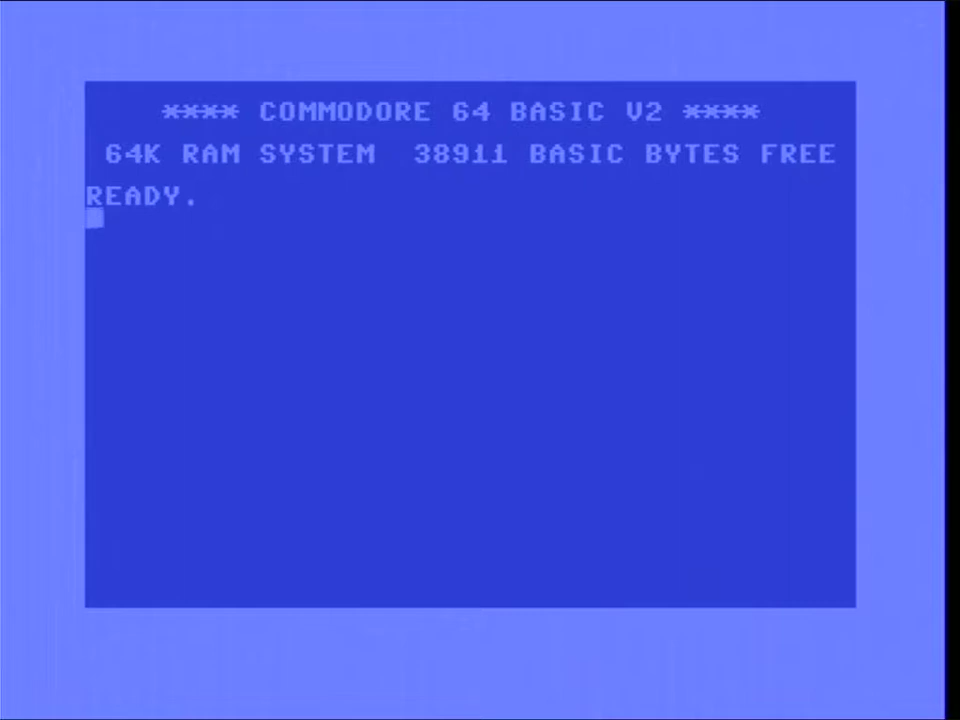 **** COMMODORE 64 BASIC V2 ****
64K RAM SYSTEM  38911 BASIC BYTES FREE
READY.